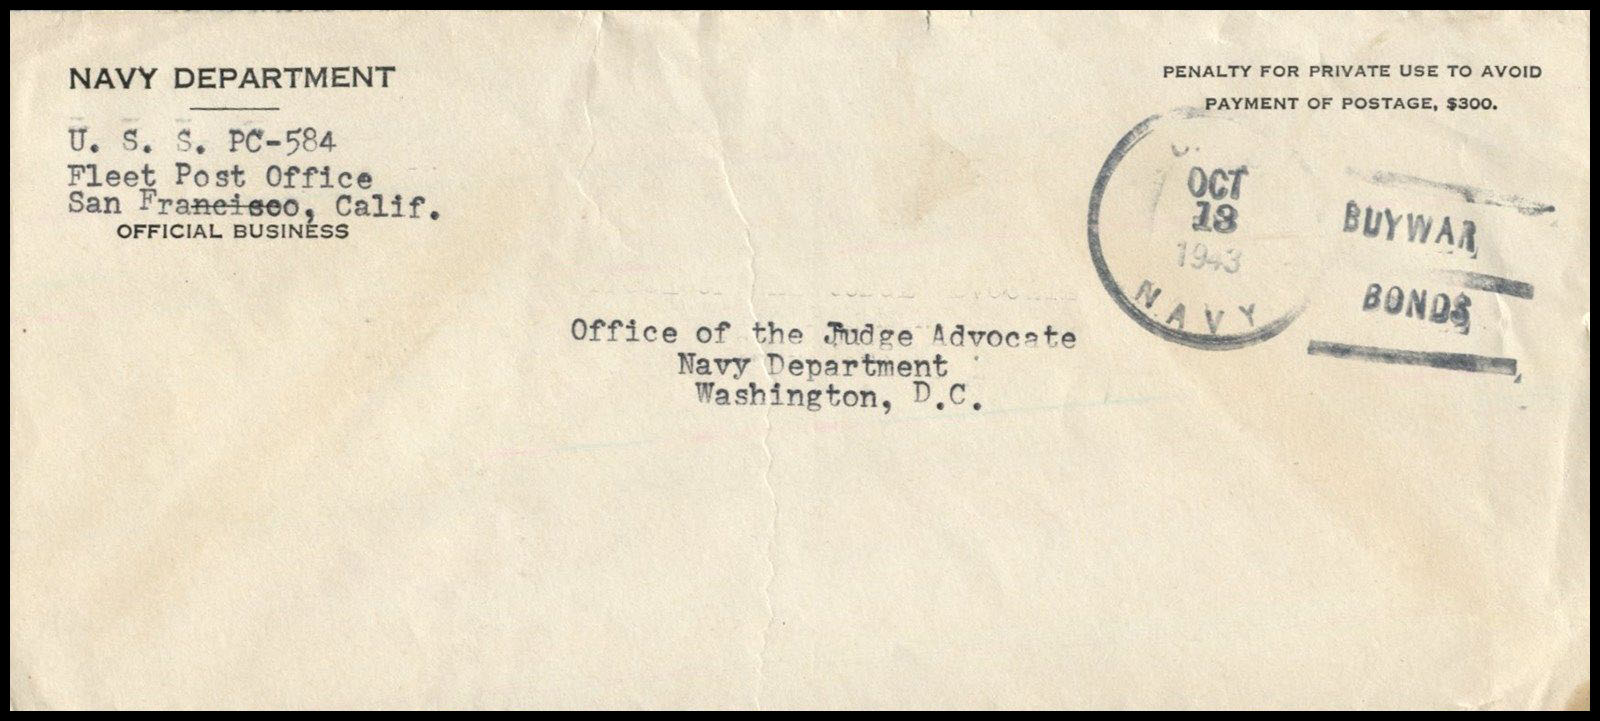 NAVY DEPARTMENT
U. S. S. PC-584
Fleet Post Office
San Francisco, Calif.
OFFICIAL BUSINESS
PENALTY FOR PRIVATE USE TO AVOID
PAYMENT OF POSTAGE, $300.
OCT
13
1943
NAVY
BUY WAR
BONDS
Office of the Judge Advocate
Navy Department
Washington, D.C.